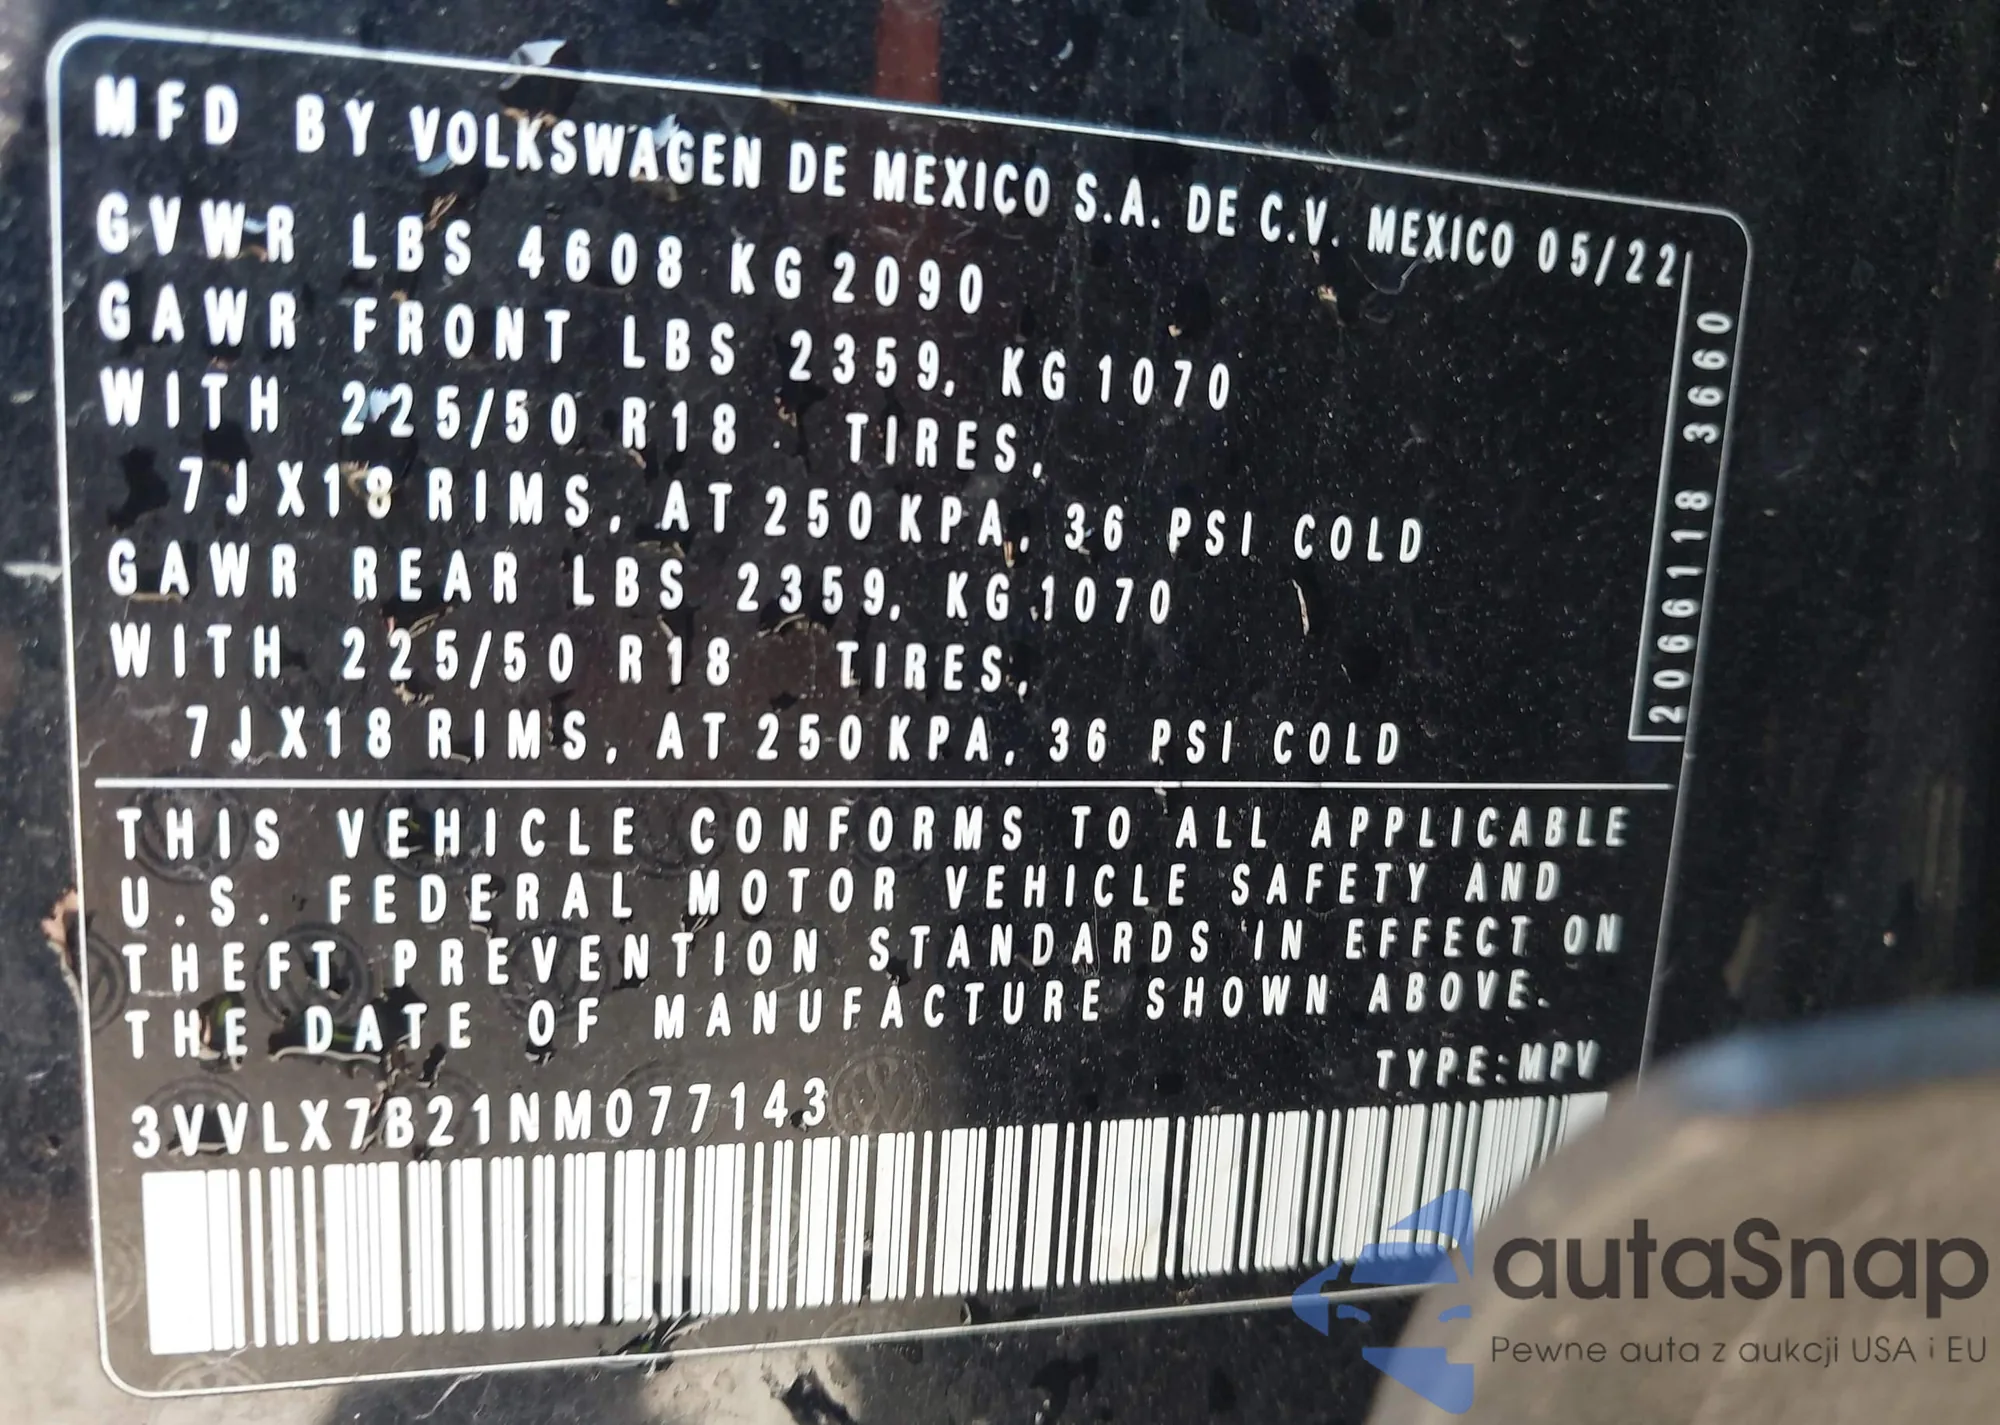 MFD BY VOLKSWAGEN DE MEXICO S.A. DE C.V. MEXICO 05/22
GVWR LBS 4608 KG 2090
GAWR FRONT LBS 2359, KG 1070
WITH 225/50 R18 TIRES,
7JX18 RIMS, AT 250KPA, 36 PSI COLD
GAWR REAR LBS 2359, KG 1070
WITH 225/50 R18 TIRES,
7JX18 RIMS, AT 250KPA, 36 PSI COLD
2066118 3660
THIS VEHICLE CONFORMS TO ALL APPLICABLE
U.S. FEDERAL MOTOR VEHICLE SAFETY AND
THEFT PREVENTION STANDARDS IN EFFECT ON
THE DATE OF MANUFACTURE SHOWN ABOVE.
TYPE:MPV
3VVLX7B21NM077143
autaSnap
Pewne auta z aukcji USA i EU